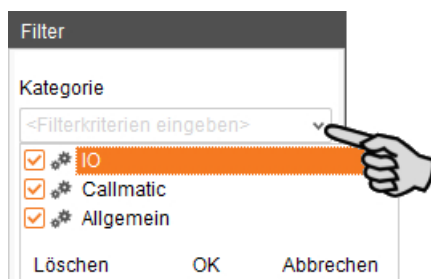 Filter
Kategorie
<Filterkriterien eingeben>
IO
Callmatic
Allgemein
Löschen OK Abbrechen